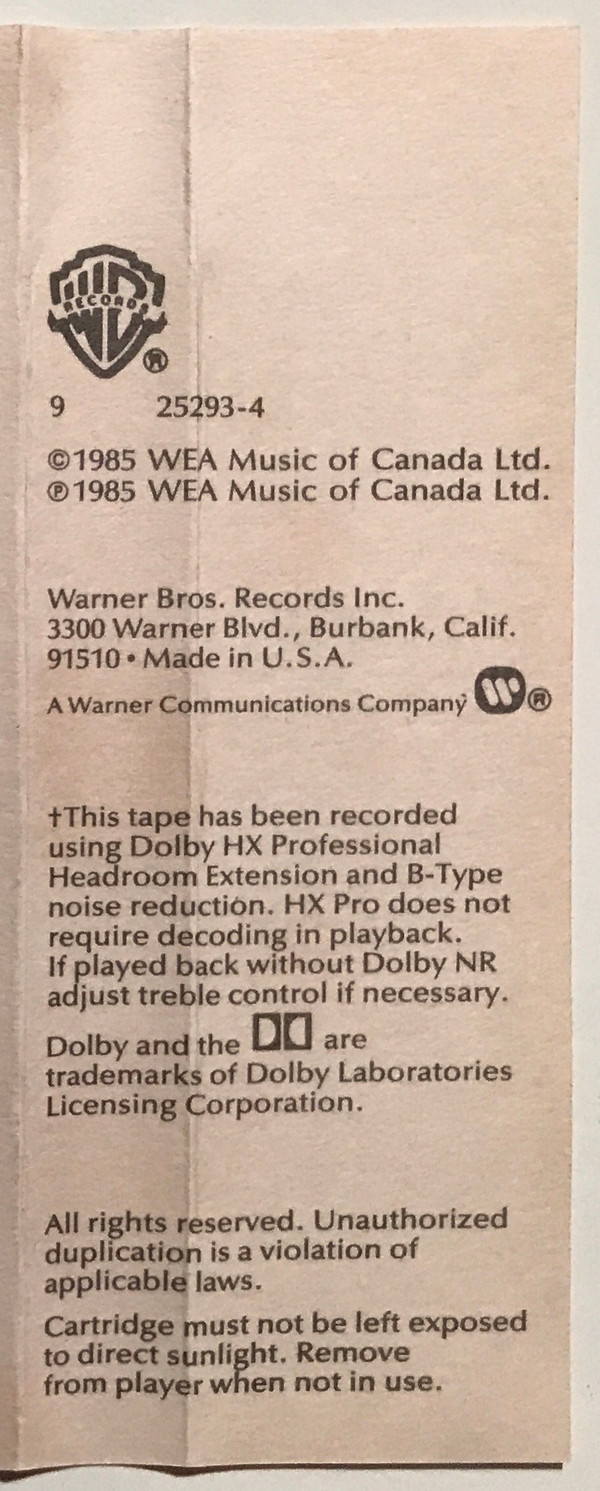 WB
RECORDS
®
9 25293-4
©1985 WEA Music of Canada Ltd.
℗1985 WEA Music of Canada Ltd.
Warner Bros. Records Inc.
3300 Warner Blvd., Burbank, Calif.
91510 • Made in U.S.A.
A Warner Communications Company W®
†This tape has been recorded
using Dolby HX Professional
Headroom Extension and B-Type
noise reduction. HX Pro does not
require decoding in playback.
If played back without Dolby NR
adjust treble control if necessary.
Dolby and the are
trademarks of Dolby Laboratories
Licensing Corporation.
All rights reserved. Unauthorized
duplication is a violation of
applicable laws.
Cartridge must not be left exposed
to direct sunlight. Remove
from player when not in use.